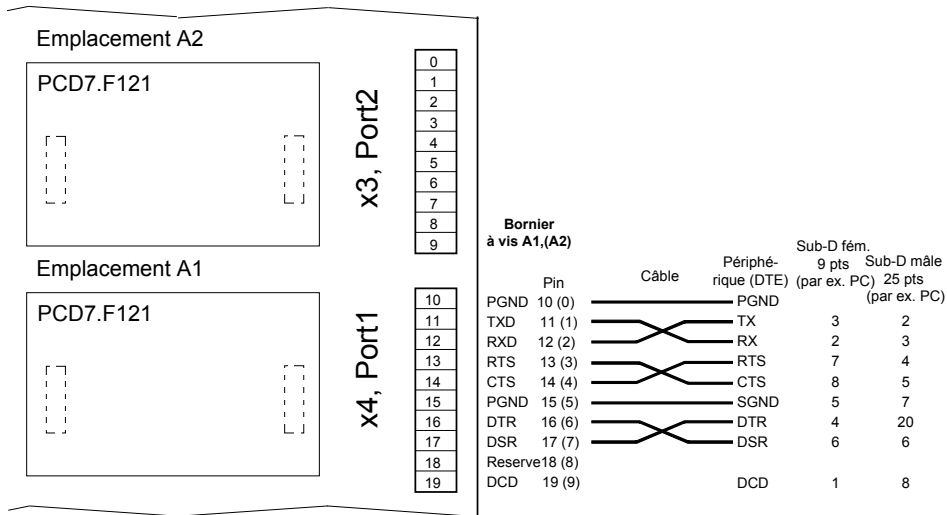 Emplacement A2
PCD7.F121
x3, Port2
0
1
2
3
4
5
6
7
8
9
Emplacement A1
PCD7.F121
x4, Port1
10
11
12
13
14
15
16
17
18
19
Bornier
à vis A1,(A2)
Pin
Câble
Périphé-
rique (DTE)
Sub-D fém.
9 pts
(par ex. PC)
Sub-D mâle
25 pts
(par ex. PC)
PGND 10 (0) PGND
TXD 11 (1) TX 3 2
RXD 12 (2) RX 2 3
RTS 13 (3) RTS 7 4
CTS 14 (4) CTS 8 5
PGND 15 (5) SGND 5 7
DTR 16 (6) DTR 4 20
DSR 17 (7) DSR 6 6
Reserve18 (8)
DCD 19 (9) DCD 1 8